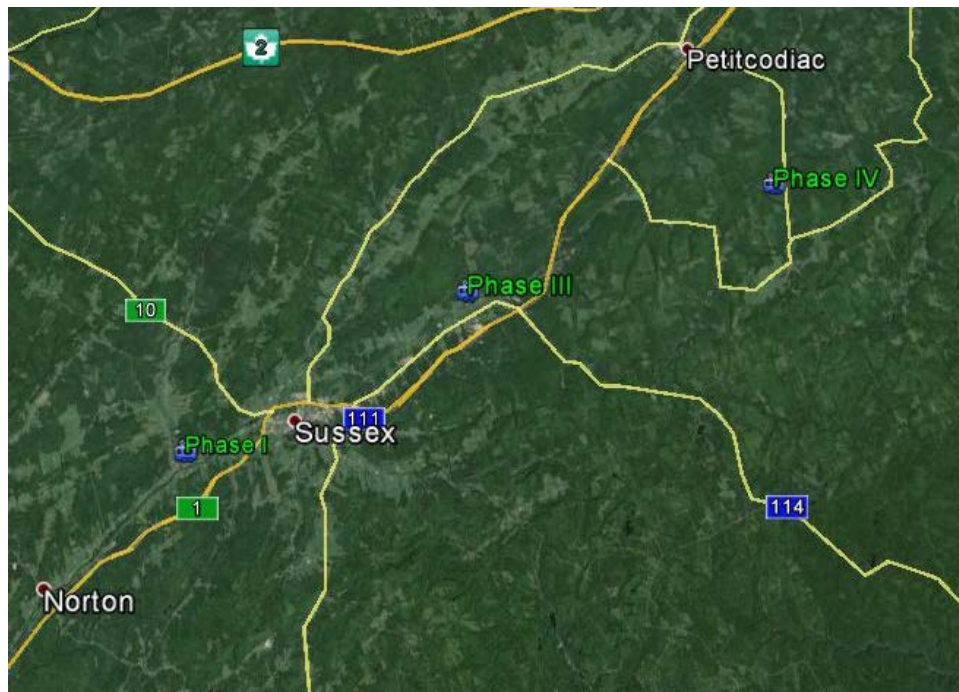 2
Petitcodiac
Phase IV
Phase III
10
111
Sussex
Phase I
1
114
Norton